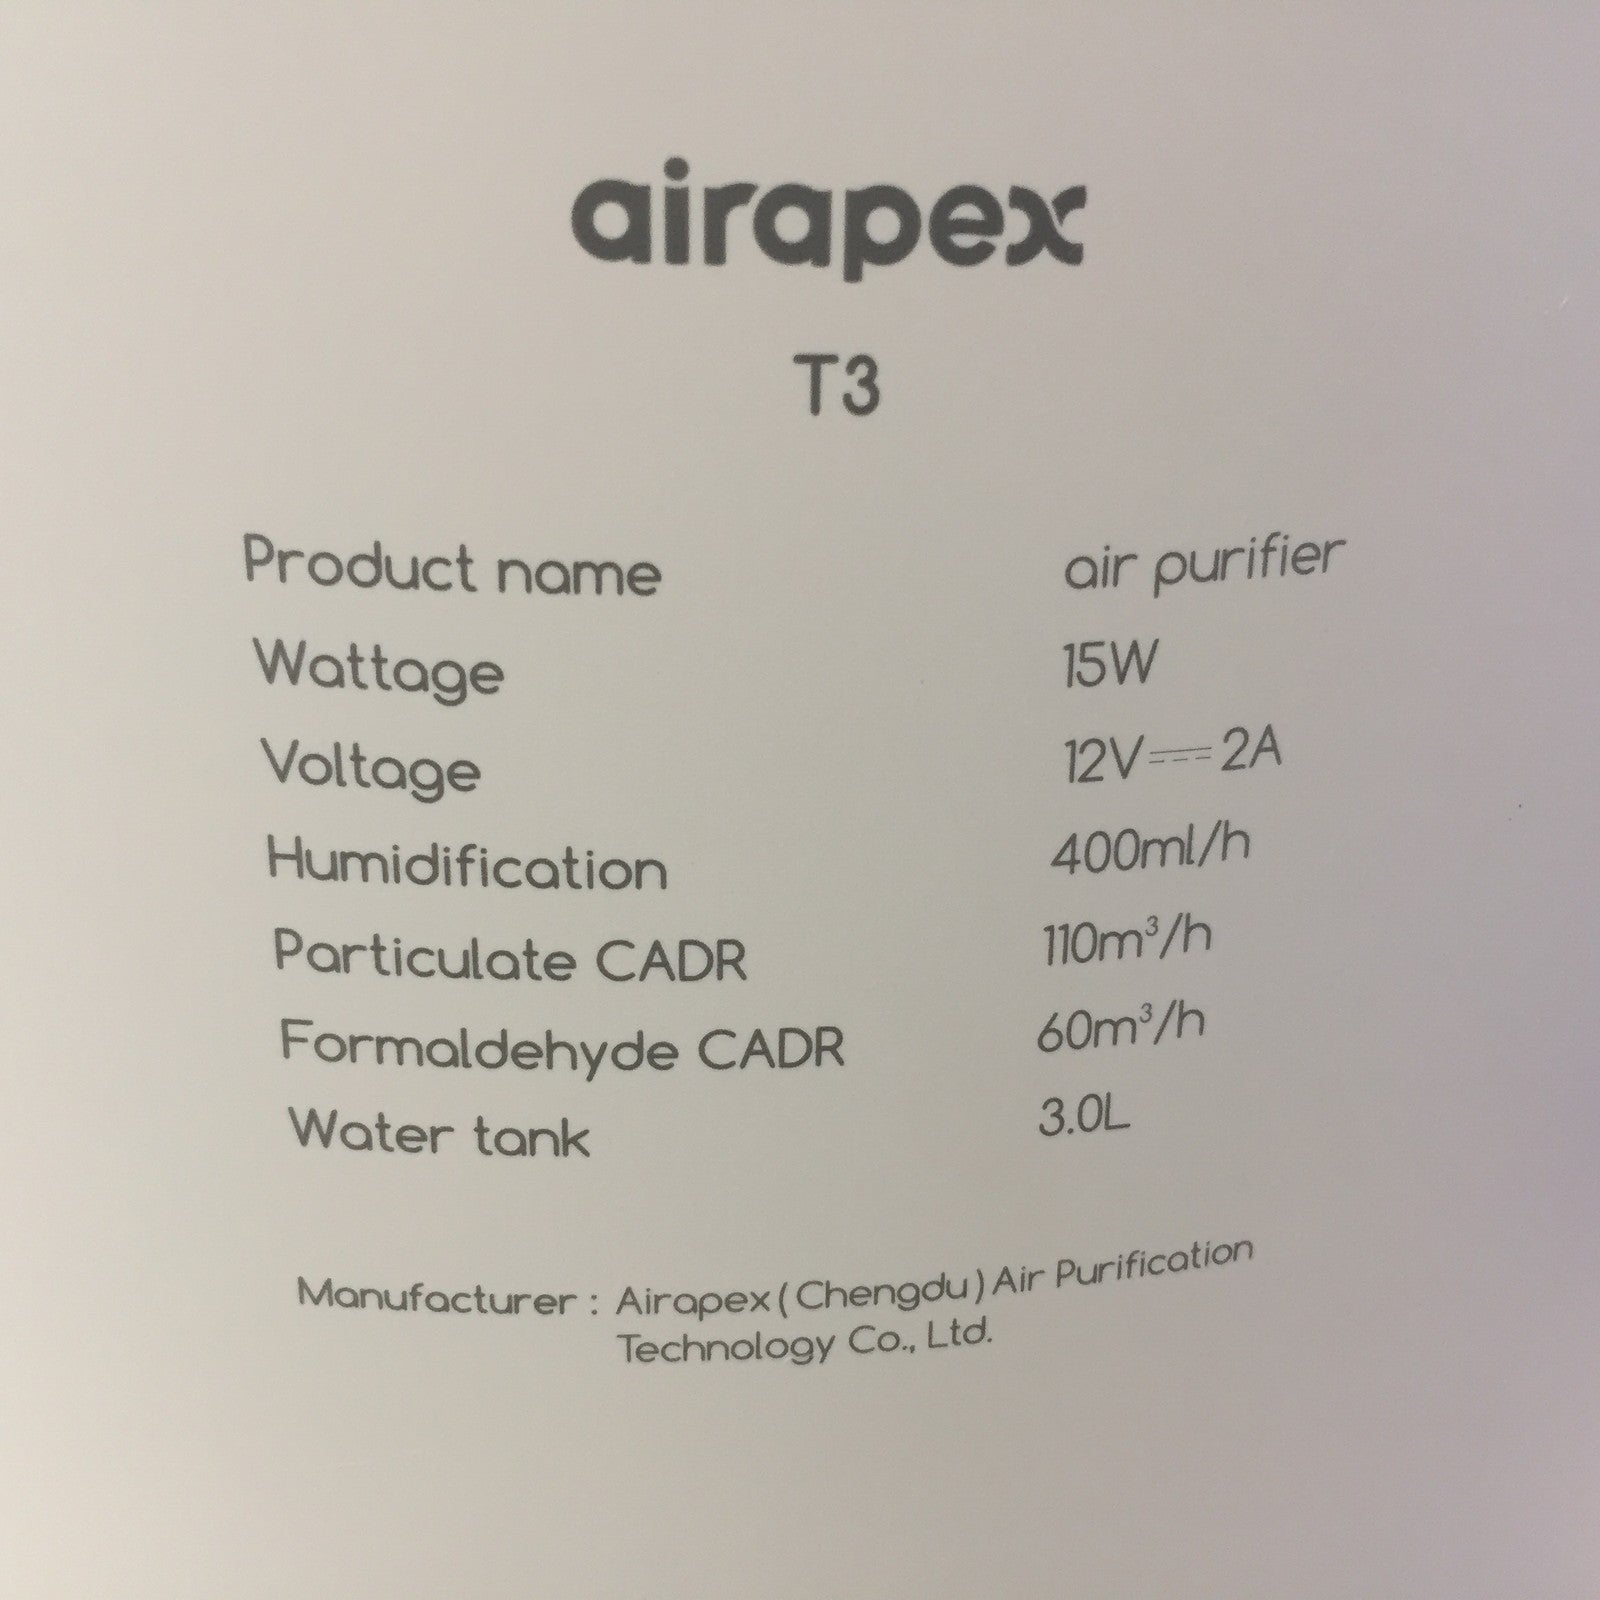 airapex
T3
Product name air purifier
Wattage 15W
Voltage 12V⎓2A
Humidification 400ml/h
Particulate CADR 110m³/h
Formaldehyde CADR 60m³/h
Water tank 3.0L
Manufacturer : Airapex(Chengdu)Air Purification
Technology Co., Ltd.